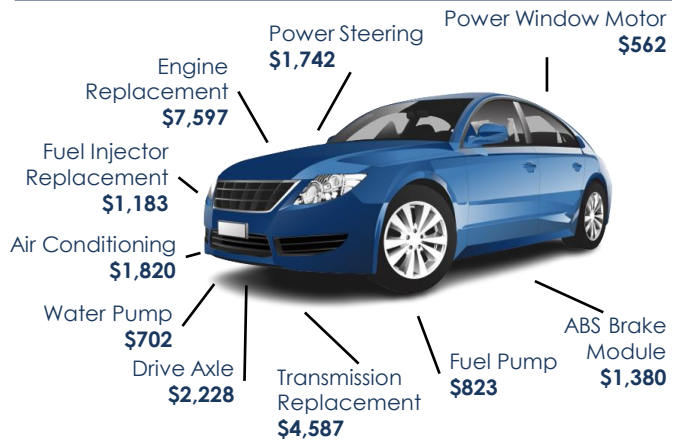 Power Window Motor
$562
Power Steering
$1,742
Engine
Replacement
$7,597
Fuel Injector
Replacement
$1,183
Air Conditioning
$1,820
Water Pump
$702
Drive Axle
$2,228
Transmission
Replacement
$4,587
Fuel Pump
$823
ABS Brake
Module
$1,380